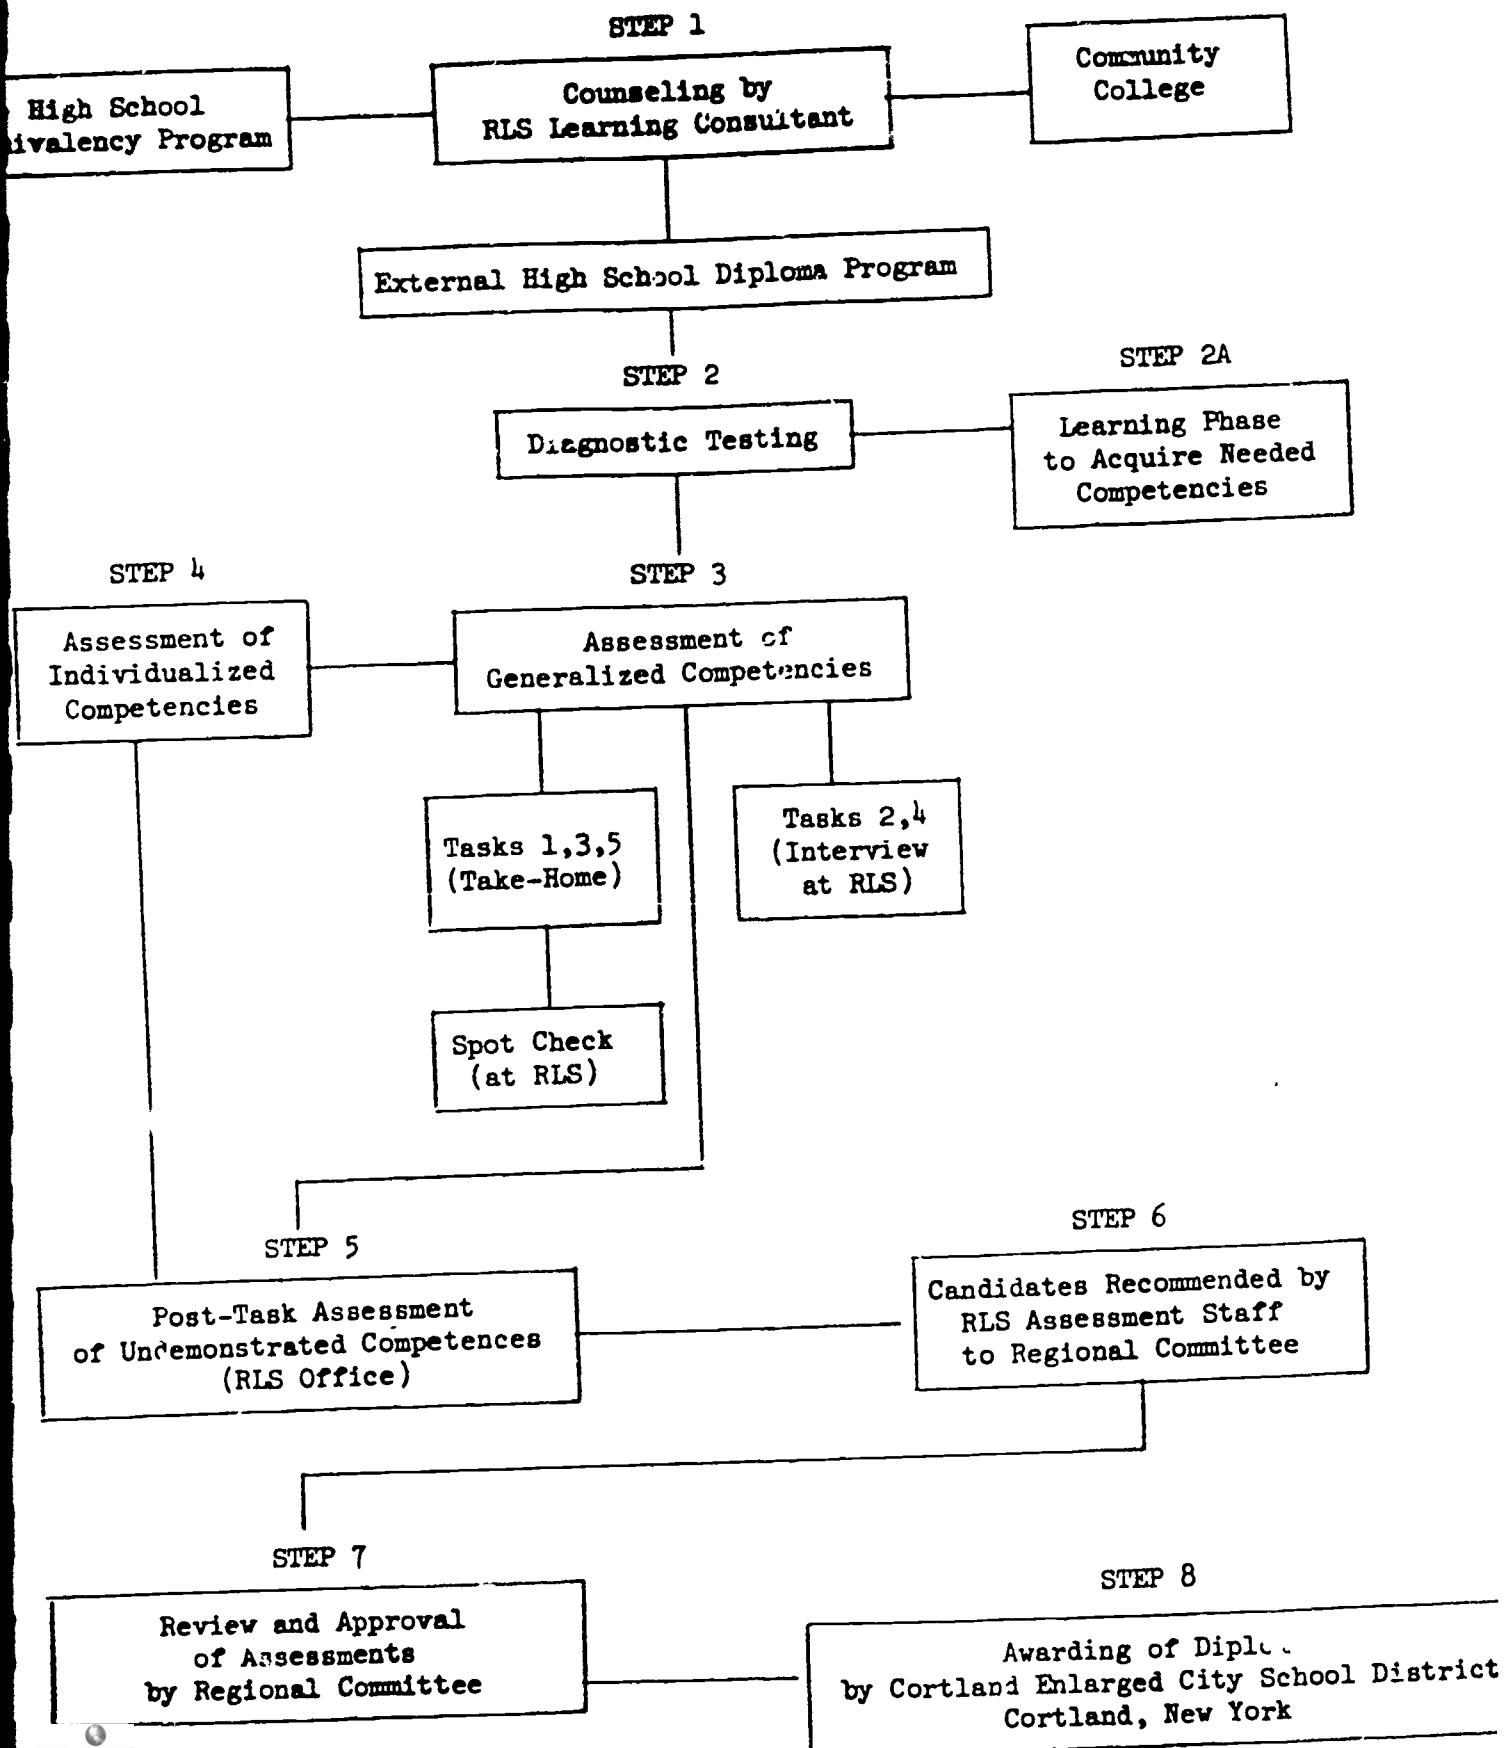 STEP 1
High School
ivalency Program
Counseling by
RLS Learning Consultant
Community
College
External High School Diploma Program
STEP 2
Diagnostic Testing
STEP 2A
Learning Phase
to Acquire Needed
Competencies
STEP 4
Assessment of
Individualized
Competencies
STEP 3
Assessment of
Generalized Competencies
Tasks 1,3,5
(Take-Home)
Tasks 2,4
(Interview
at RLS)
Spot Check
(at RLS)
STEP 5
Post-Task Assessment
of Undemonstrated Competences
(RLS Office)
STEP 6
Candidates Recommended by
RLS Assessment Staff
to Regional Committee
STEP 7
Review and Approval
of Assessments
by Regional Committee
STEP 8
Awarding of
by Cortland Enlarged City School District
Cortland, New York